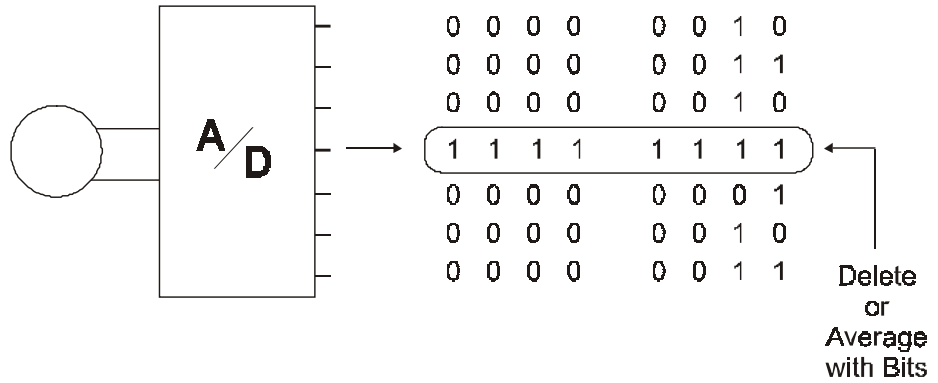 0 0 0 0 0 0 1 0
0 0 0 0 0 0 1 1
0 0 0 0 0 0 1 0
A/D
1 1 1 1 1 1 1 1
0 0 0 0 0 0 0 1
0 0 0 0 0 0 1 0
0 0 0 0 0 0 1 1
Delete
or
Average
with Bits